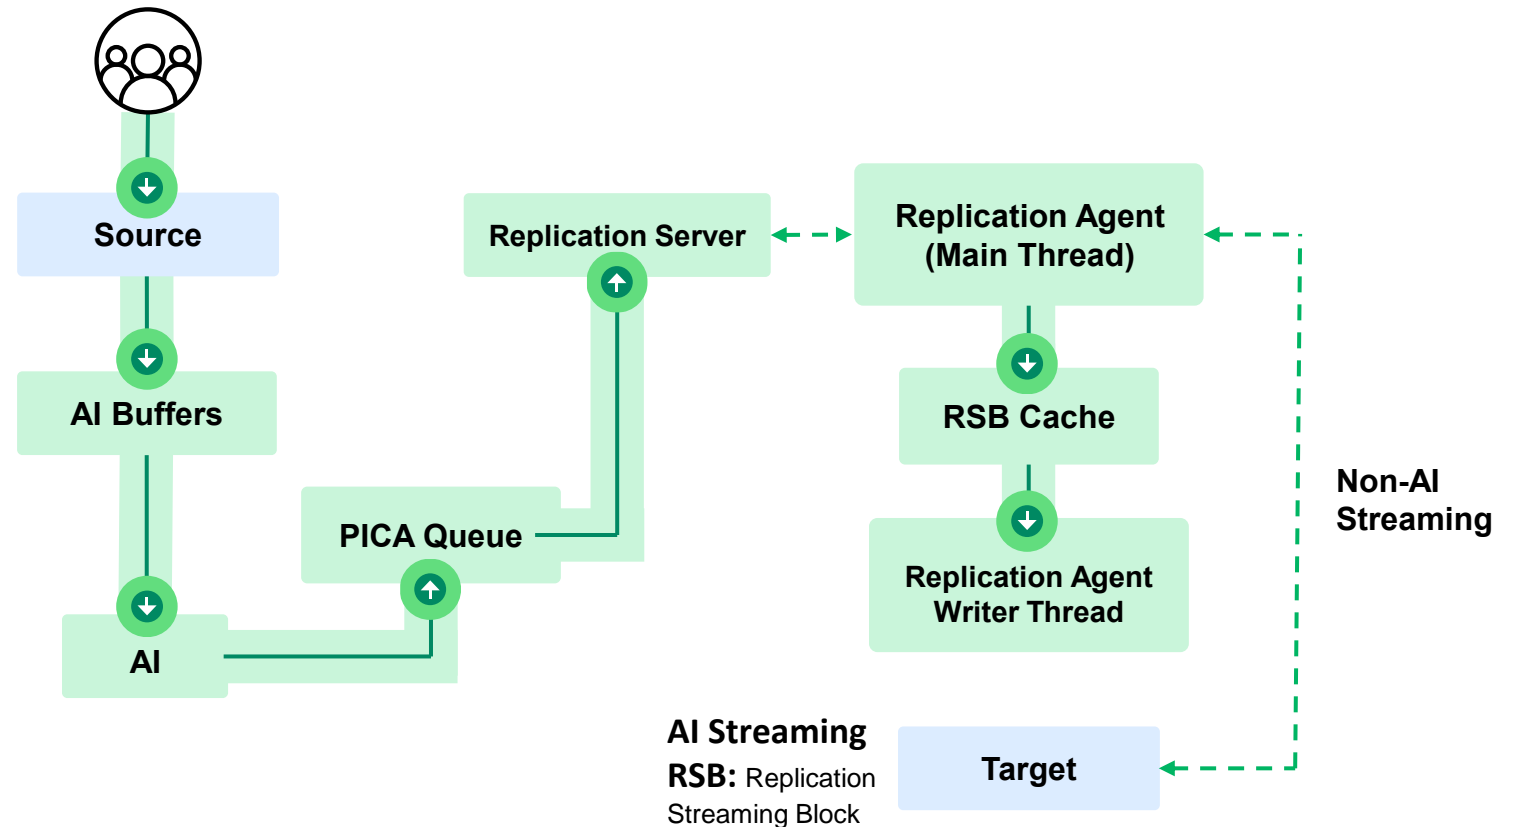 Source
AI Buffers
AI
PICA Queue
Replication Server
Replication Agent
(Main Thread)
RSB Cache
Replication Agent
Writer Thread
Non-AI
Streaming
AI Streaming
RSB: Replication
Streaming Block
Target